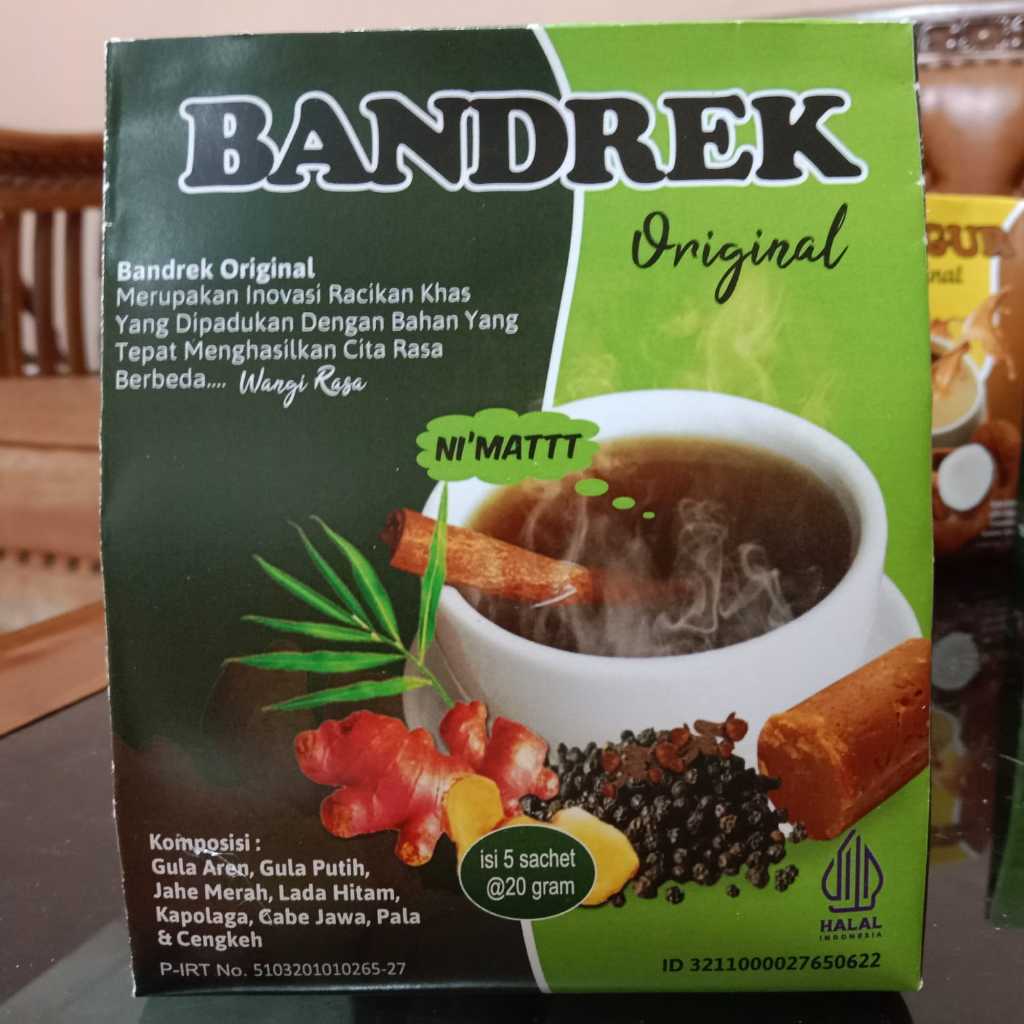 BANDREK
Original
Bandrek Original
Merupakan Inovasi Racikan Khas
Yang Dipadukan Dengan Bahan Yang
Tepat Menghasilkan Cita Rasa
Berbeda.... Wangi Rasa
NI'MATTT
Komposisi :
Gula Aren, Gula Putih,
Jahe Merah, Lada Hitam,
Kapolaga, Cabe Jawa, Pala
& Cengkeh
P-IRT No. 5103201010265-27
isi 5 sachet
@20 gram
HALAL
INDONESIA
ID 3211000027650622